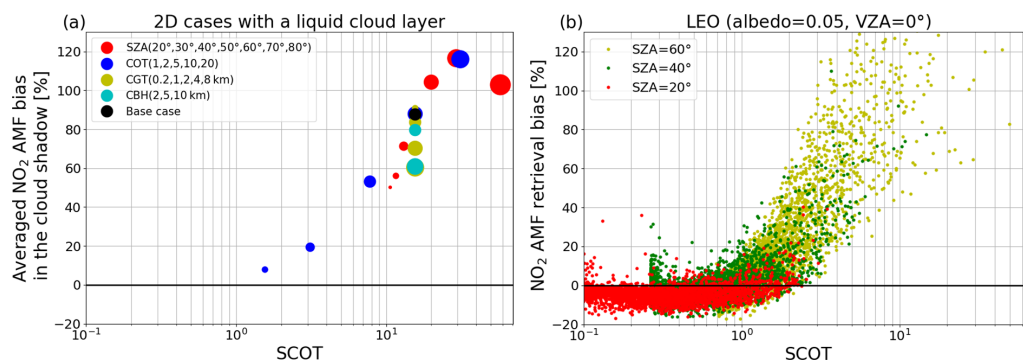 (a) 2D cases with a liquid cloud layer
Averaged NO₂ AMF bias
in the cloud shadow [%]
120
100
80
60
40
20
0
−20
SZA(20°,30°,40°,50°,60°,70°,80°)
COT(1,2,5,10,20)
CGT(0.2,1,2,4,8 km)
CBH(2,5,10 km)
Base case
10⁻¹
10⁰
10¹
SCOT
(b) LEO (albedo=0.05, VZA=0°)
NO₂ AMF retrieval bias [%]
120
100
80
60
40
20
0
−20
SZA=60°
SZA=40°
SZA=20°
10⁻¹
10⁰
10¹
SCOT